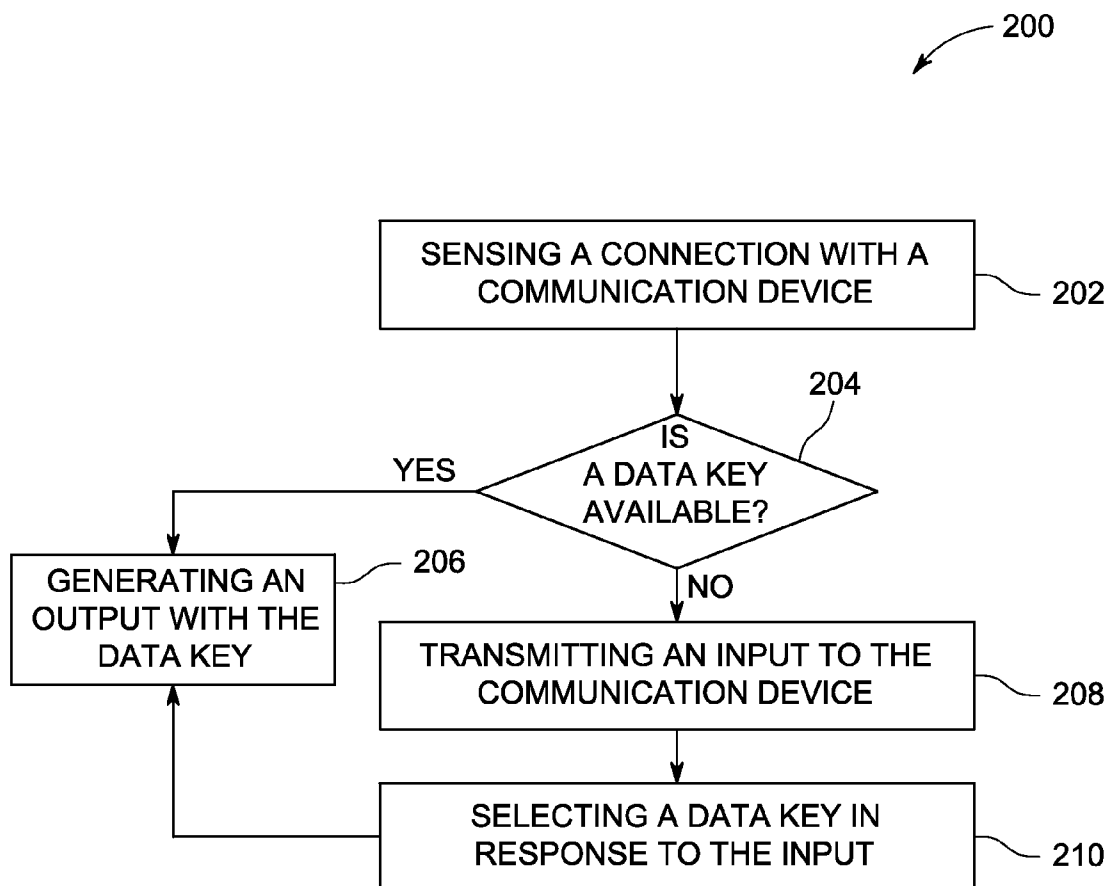 200
SENSING A CONNECTION WITH A
COMMUNICATION DEVICE
202
204
IS
A DATA KEY
AVAILABLE?
YES
206
GENERATING AN
OUTPUT WITH THE
DATA KEY
NO
TRANSMITTING AN INPUT TO THE
COMMUNICATION DEVICE
208
SELECTING A DATA KEY IN
RESPONSE TO THE INPUT
210